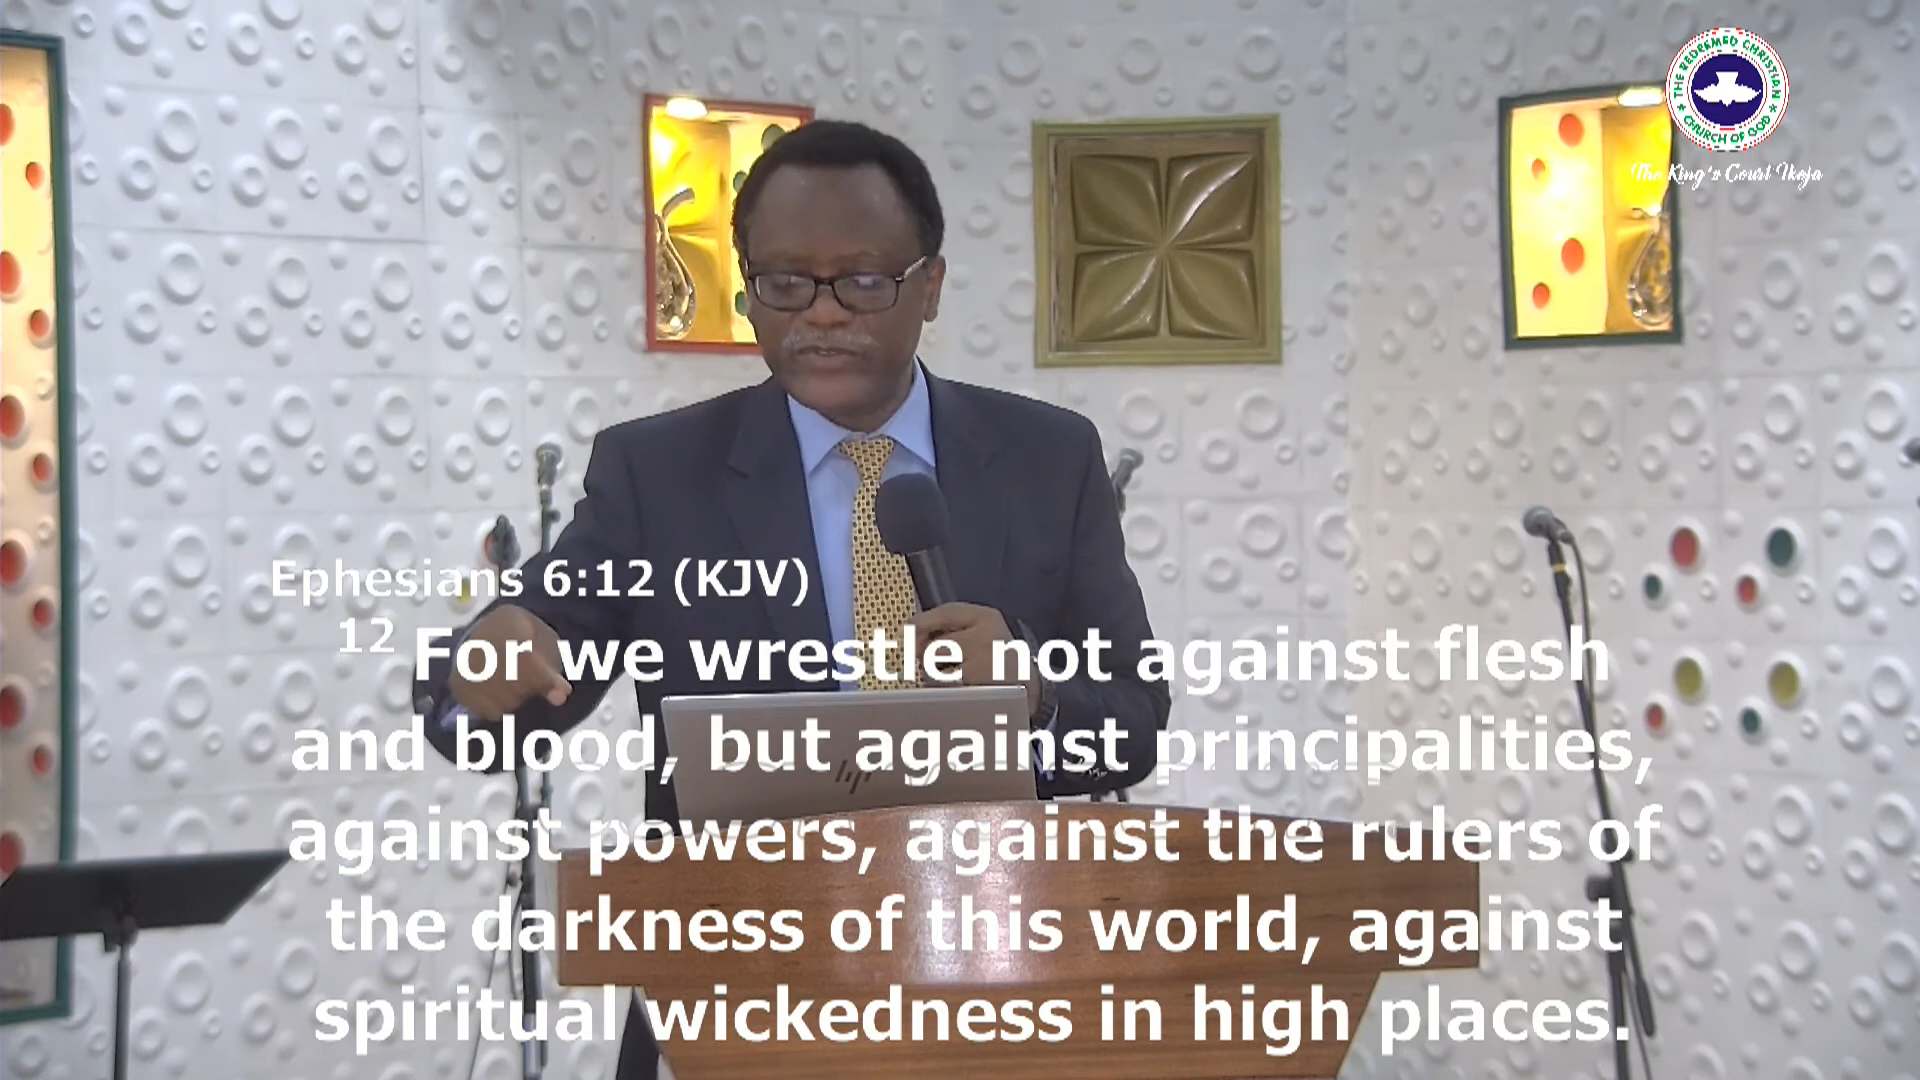 THE REDEEMED CHRISTIAN
CHURCH OF GOD
The King's Court Ikeja
Ephesians 6:12 (KJV)
12 For we wrestle not against flesh
and blood, but against principalities,
against powers, against the rulers of
the darkness of this world, against
spiritual wickedness in high places.
hp